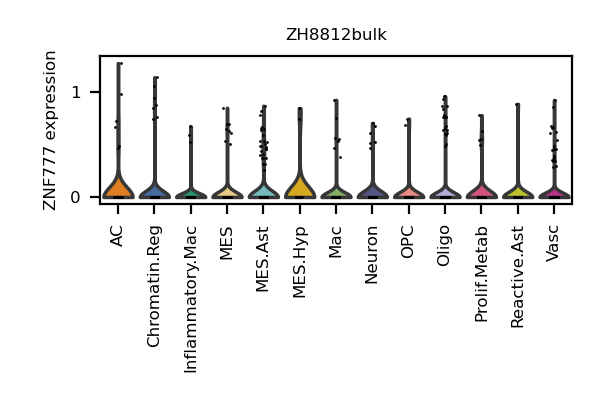 ZH8812bulk
ZNF777 expression
1
0
AC
Chromatin.Reg
Inflammatory.Mac
MES
MES.Ast
MES.Hyp
Mac
Neuron
OPC
Oligo
Prolif.Metab
Reactive.Ast
Vasc